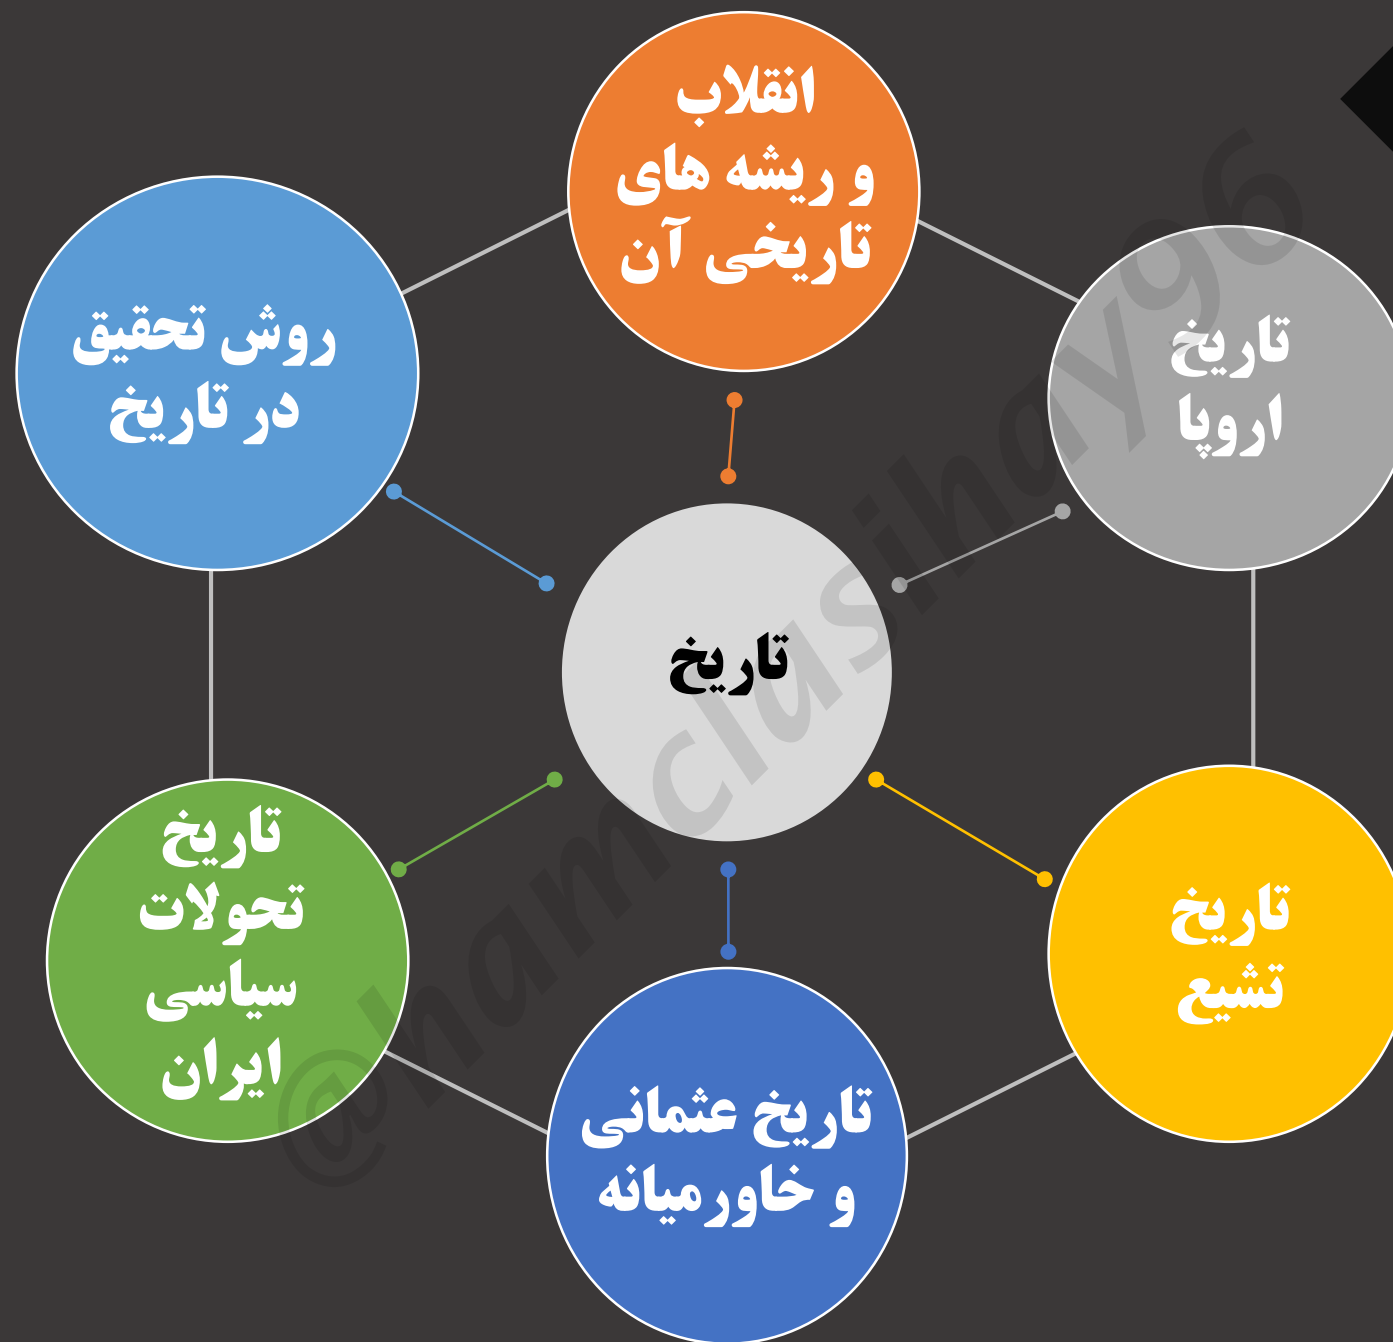 انقلاب
و ریشه های
تاریخی آن
تاریخ
اروپا
روش تحقیق
در تاریخ
تاریخ
تاریخ
تشیع
تاریخ
تحولات
سیاسی
ایران
تاریخ عثمانی
و خاورمیانه
@hamclasihay96